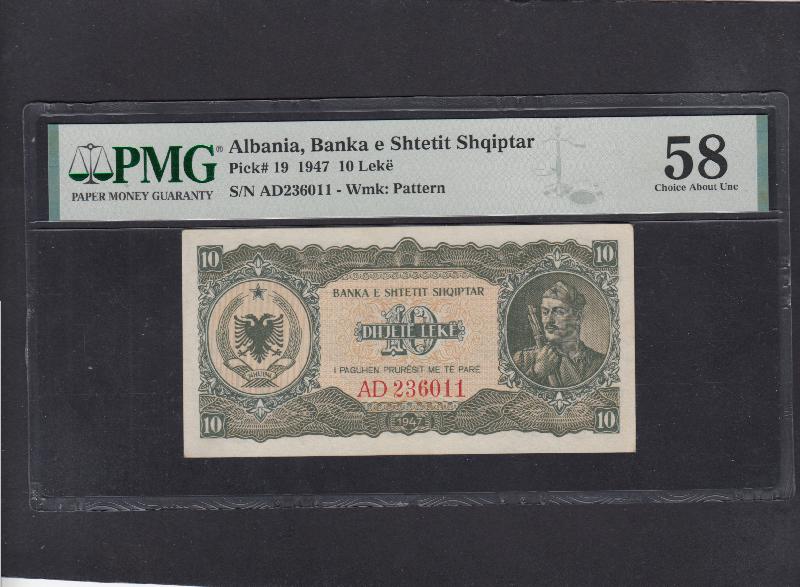 PMG®
PAPER MONEY GUARANTY
Albania, Banka e Shtetit Shqiptar
Pick# 19 1947 10 Lekë
S/N AD236011 - Wmk: Pattern
58
Choice About Unc
10
10
BANKA E SHTETIT SHQIPTAR
10
DHJETË LEKË
I PAGUHEN PRURËSIT ME TË PARË
AD 236011
10
1947
10